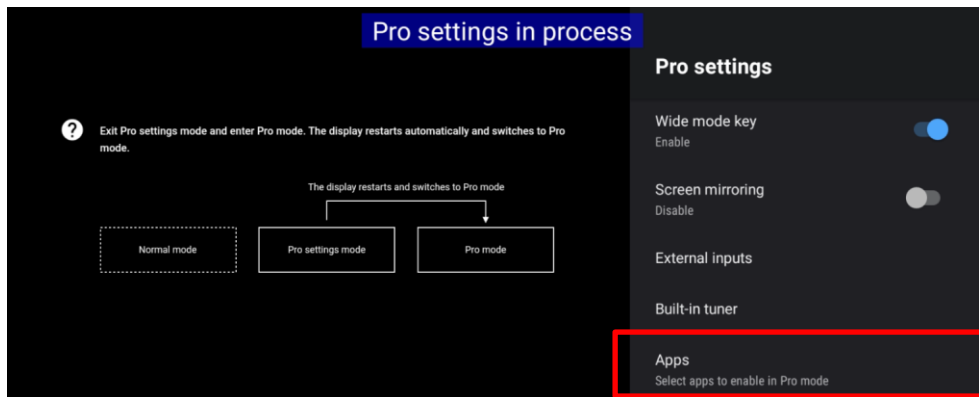 Pro settings in process
Exit Pro settings mode and enter Pro mode. The display restarts automatically and switches to Pro
mode.
The display restarts and switches to Pro mode
Normal mode
Pro settings mode
Pro mode
Pro settings
Wide mode key
Enable
Screen mirroring
Disable
External inputs
Built-in tuner
Apps
Select apps to enable in Pro mode